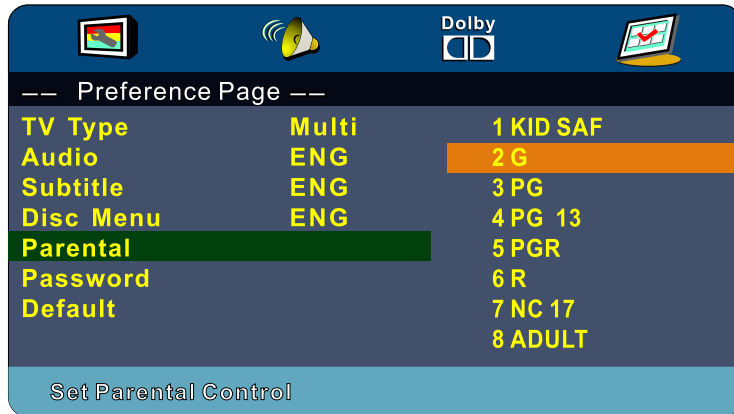 Dolby
−− Preference Page −−
TV Type Multi 1 KID SAF
Audio ENG 2 G
Subtitle ENG 3 PG
Disc Menu ENG 4 PG 13
Parental 5 PGR
Password 6 R
Default 7 NC 17
8 ADULT
Set Parental Control